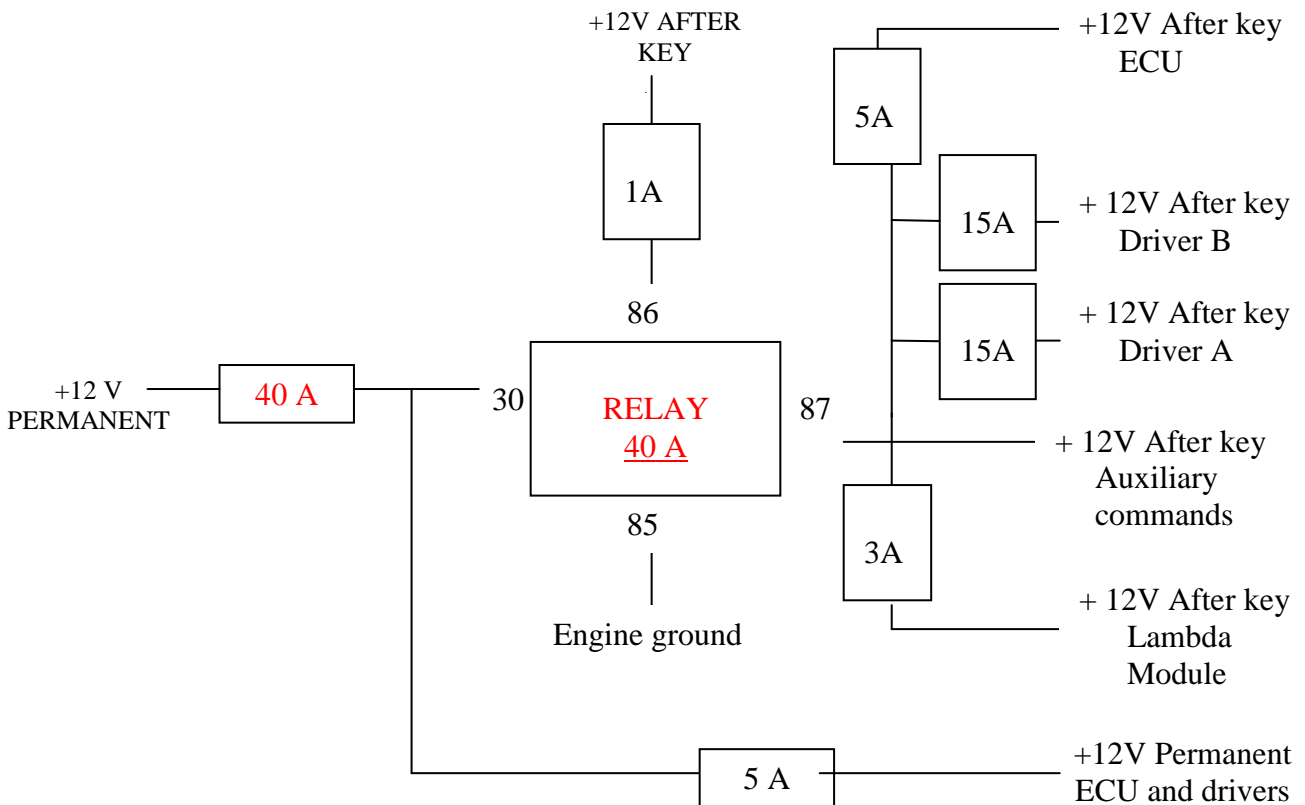 +12V AFTER
KEY
+12V After key
ECU
5A
1A
15A
+ 12V After key
Driver B
86
15A
+ 12V After key
Driver A
+12 V
PERMANENT
40 A
30
RELAY
40 A
87
+ 12V After key
Auxiliary
commands
85
3A
Engine ground
+ 12V After key
Lambda
Module
5 A
+12V Permanent
ECU and drivers